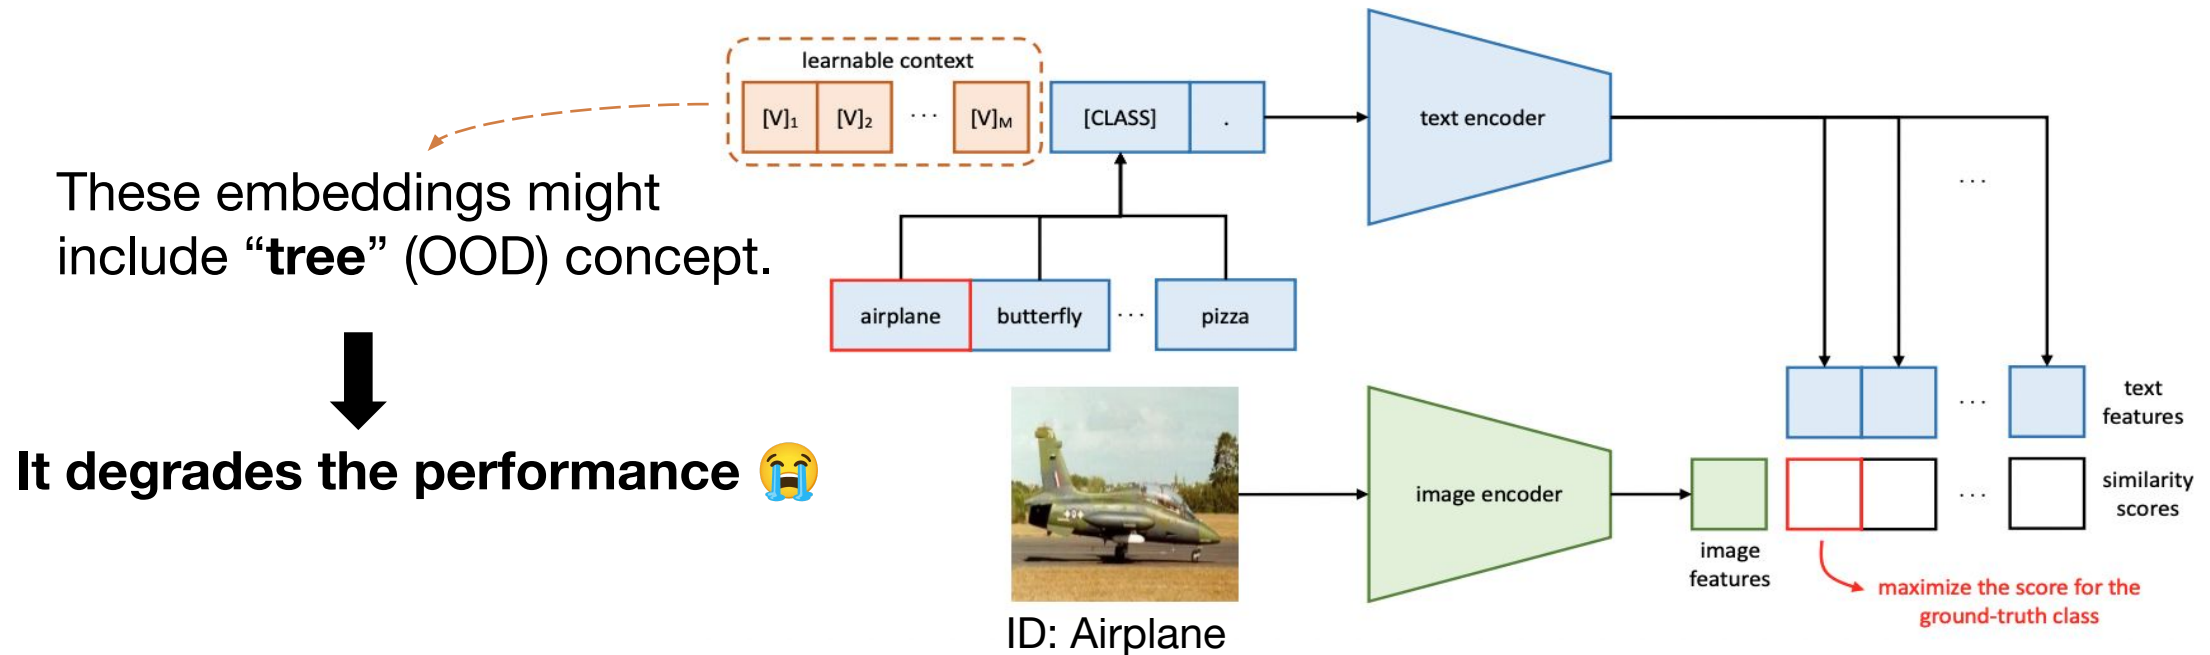 learnable context
[V]₁ [V]₂ ... [V]M [CLASS] .
text encoder
...
These embeddings might
include “tree” (OOD) concept.
airplane butterfly ... pizza
It degrades the performance 😭
image encoder
... text
features
... similarity
scores
image
features
maximize the score for the
ground-truth class
ID: Airplane